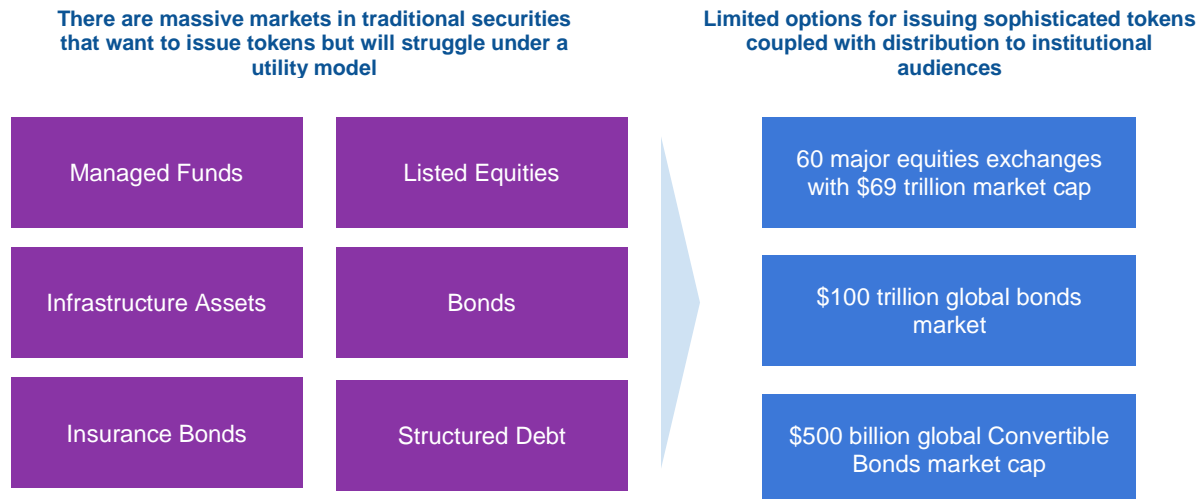 There are massive markets in traditional securities
that want to issue tokens but will struggle under a
utility model
Limited options for issuing sophisticated tokens
coupled with distribution to institutional
audiences
Managed Funds
Listed Equities
60 major equities exchanges
with $69 trillion market cap
Infrastructure Assets
Bonds
$100 trillion global bonds
market
Insurance Bonds
Structured Debt
$500 billion global Convertible
Bonds market cap